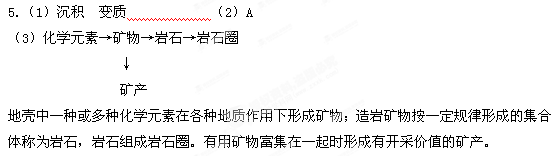 5.（1）沉积　变质　（2）A
（3）化学元素→矿物→岩石→岩石圈
↓
矿产
地壳中一种或多种化学元素在各种地质作用下形成矿物；造岩矿物按一定规律形成的集合
体称为岩石，岩石组成岩石圈。有用矿物富集在一起时形成有开采价值的矿产。